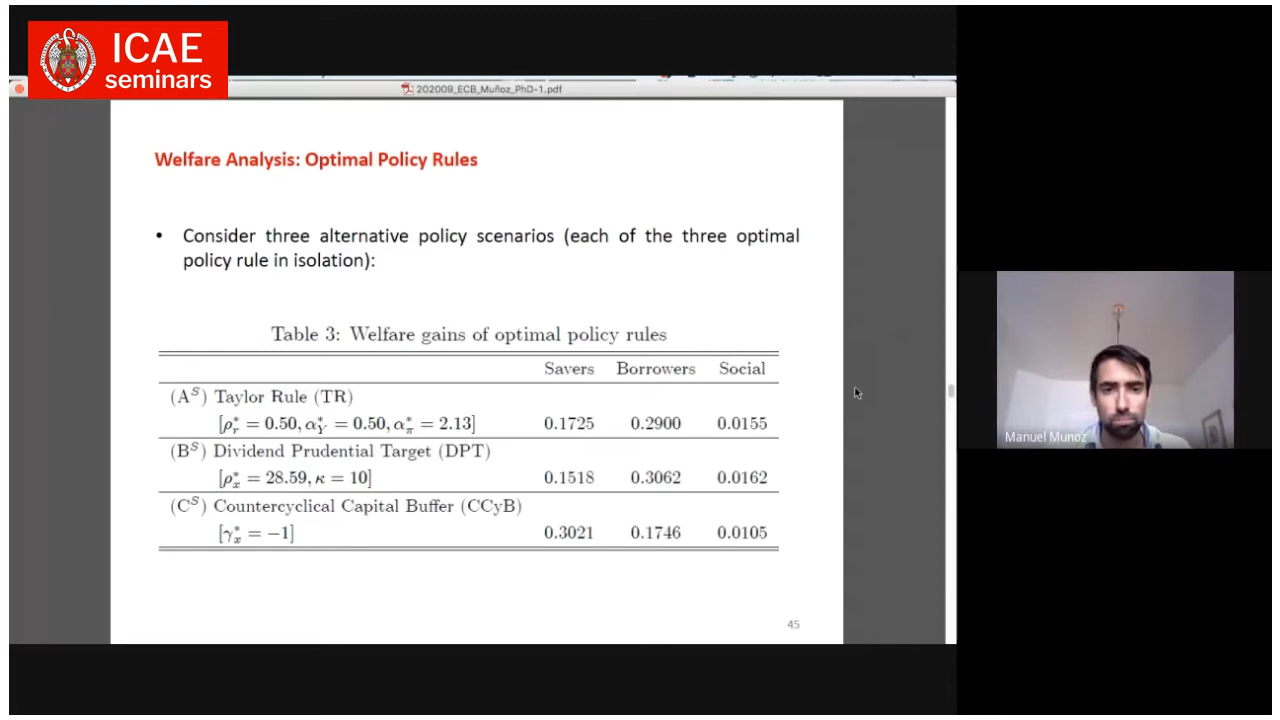 ICAE
seminars
202009_ECB_Muñoz_PhD-1.pdf
Welfare Analysis: Optimal Policy Rules
• Consider three alternative policy scenarios (each of the three optimal
policy rule in isolation):
Table 3: Welfare gains of optimal policy rules
Savers Borrowers Social
(Aˢ) Taylor Rule (TR)
[ρ*ᵣ = 0.50, α*_Y = 0.50, α*_π = 2.13] 0.1725 0.2900 0.0155
(Bˢ) Dividend Prudential Target (DPT)
[ρ*ₓ = 28.59, κ = 10] 0.1518 0.3062 0.0162
(Cˢ) Countercyclical Capital Buffer (CCyB)
[γ*ₓ = −1] 0.3021 0.1746 0.0105
45
Manuel Munoz